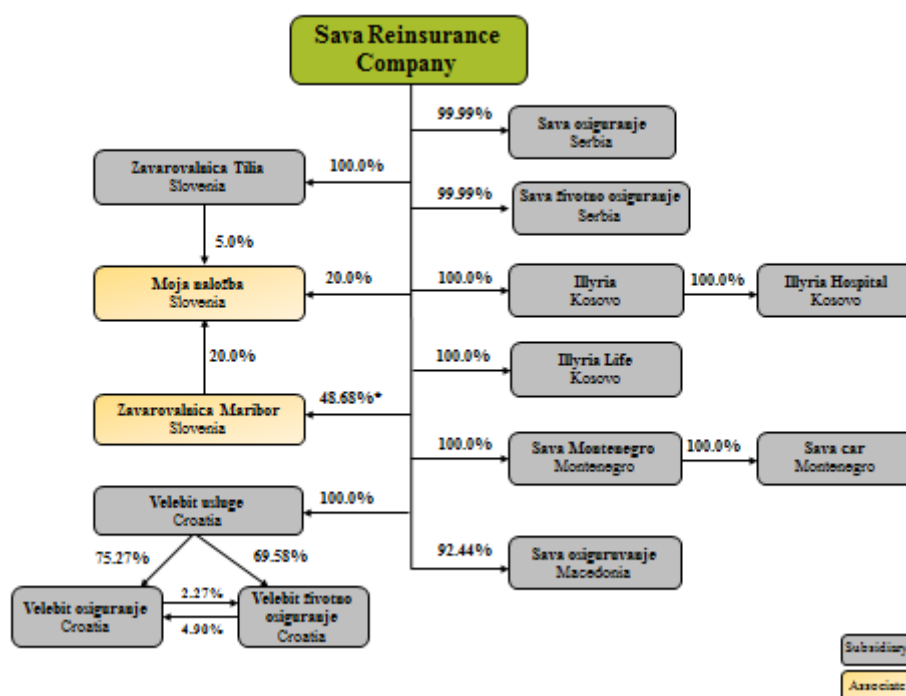 Sava Reinsurance
Company
99.99%
Sava osiguranje
Serbia
Zavarovalnica Tilia
Slovenia
100.0%
99.99%
Sava životno osiguranje
Serbia
5.0%
Moja naložba
Slovenia
20.0%
100.0%
Illyria
Kosovo
100.0%
Illyria Hospital
Kosovo
20.0%
100.0%
Illyria Life
Kosovo
Zavarovalnica Maribor
Slovenia
48.68%*
100.0%
Sava Montenegro
Montenegro
100.0%
Sava car
Montenegro
Velebit usluge
Croatia
100.0%
75.27%
69.58%
92.44%
Sava osiguruvanje
Macedonia
Velebit osiguranje
Croatia
2.27%
4.90%
Velebit životno
osiguranje
Croatia
Subsidiary
Associate